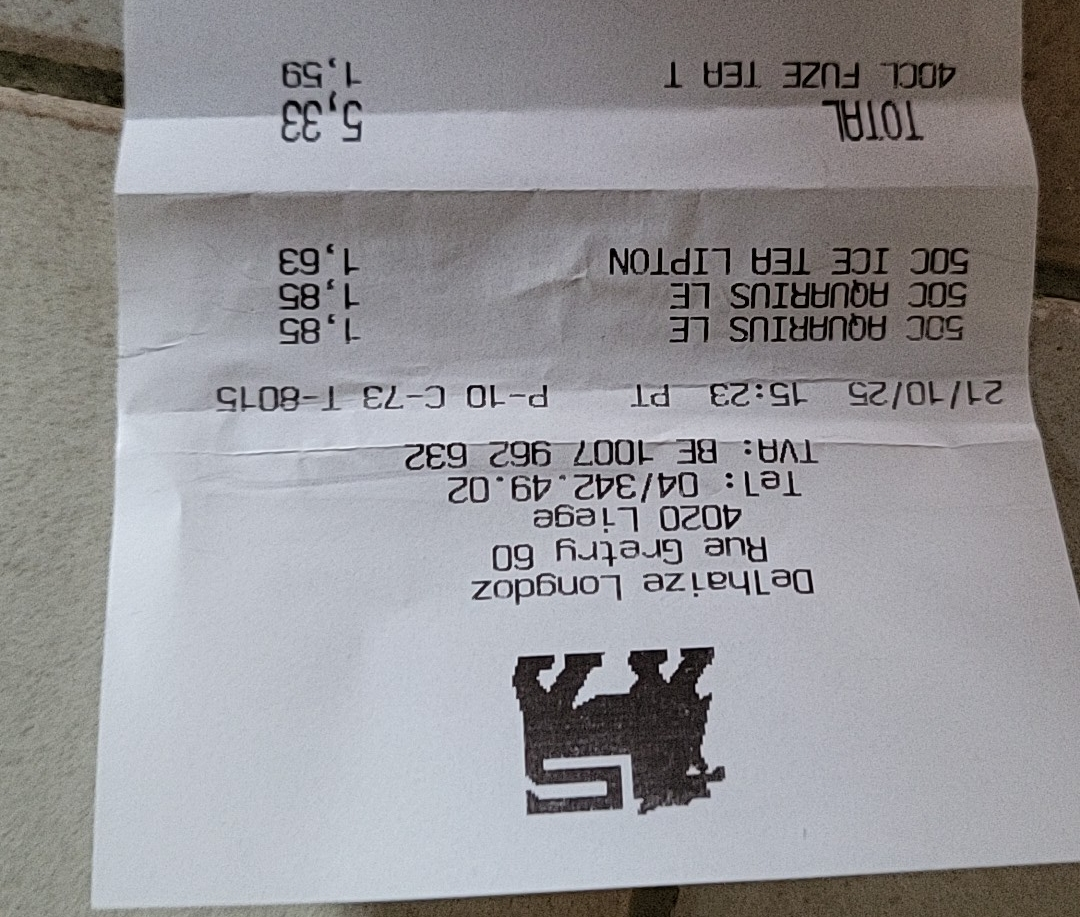 Delhaize Longdoz
Rue Gretry 60
4020 Liege
Tel: 04/342.49.02
TVA: BE 1007 962 632
21/10/25 15:23 PT P-10 C-73 T-8015
50C AQUARIUS LE 1,85
50C AQUARIUS LE 1,85
50C ICE TEA LIPTON 1,63
TOTAL 5,33
40CL FUZE TEA T 1,59